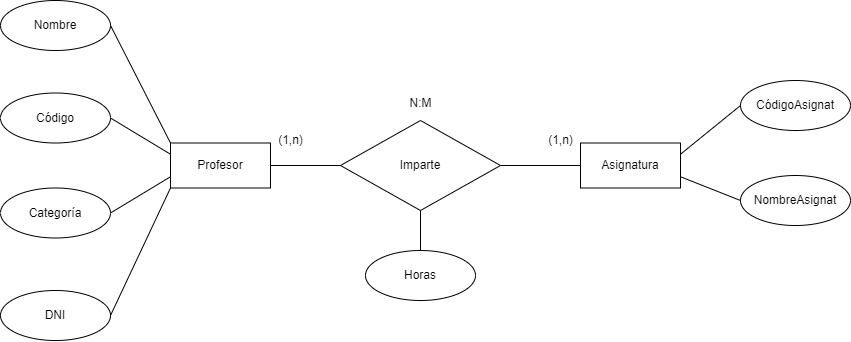 Nombre
Código
Categoría
DNI
Profesor
(1,n)
N:M
Imparte
Horas
(1,n)
Asignatura
CódigoAsignat
NombreAsignat